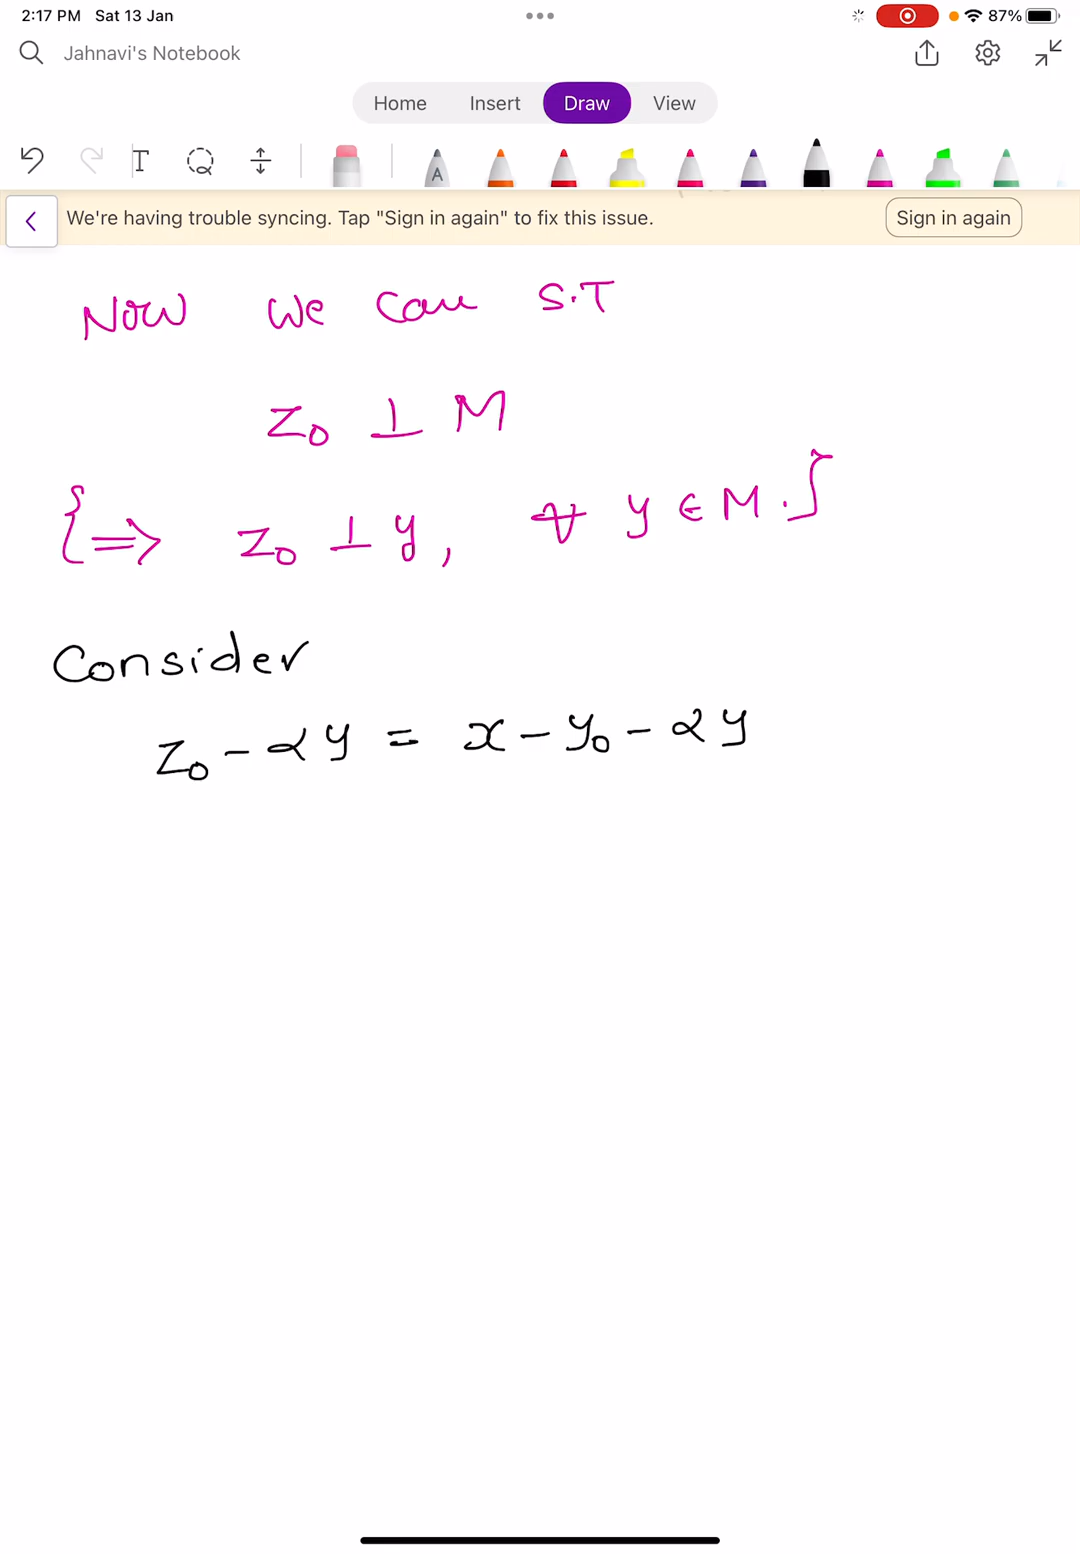 2:17 PM Sat 13 Jan 87%
Jahnavi's Notebook
Home Insert Draw View
T A
We're having trouble syncing. Tap "Sign in again" to fix this issue. Sign in again
Now we can S.T
z₀ ⊥ M
{⇒ z₀ ⊥ y, ∀ y ∈ M.}
Consider
z₀ - αy = x - y₀ - αy